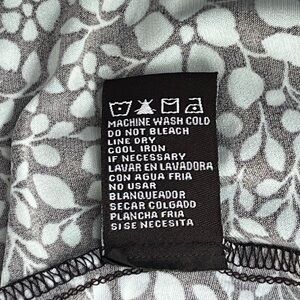 MACHINE WASH COLD
DO NOT BLEACH
LINE DRY
COOL IRON
IF NECESSARY
LAVAR EN LAVADORA
CON AGUA FRIA
NO USAR
BLANQUEADOR
SECAR COLGADO
PLANCHA FRIA
SI SE NECESITA